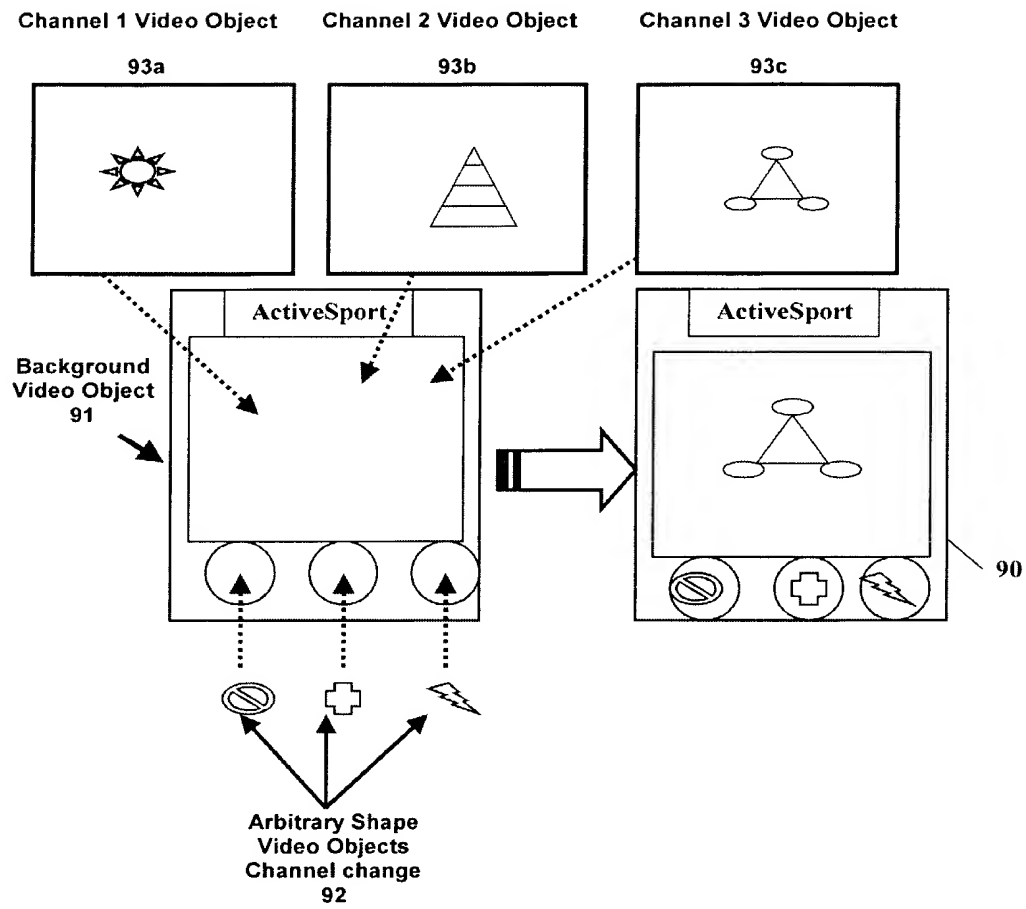 Channel 1 Video Object
Channel 2 Video Object
Channel 3 Video Object
93a
93b
93c
ActiveSport
ActiveSport
Background
Video Object
91
90
Arbitrary Shape
Video Objects
Channel change
92